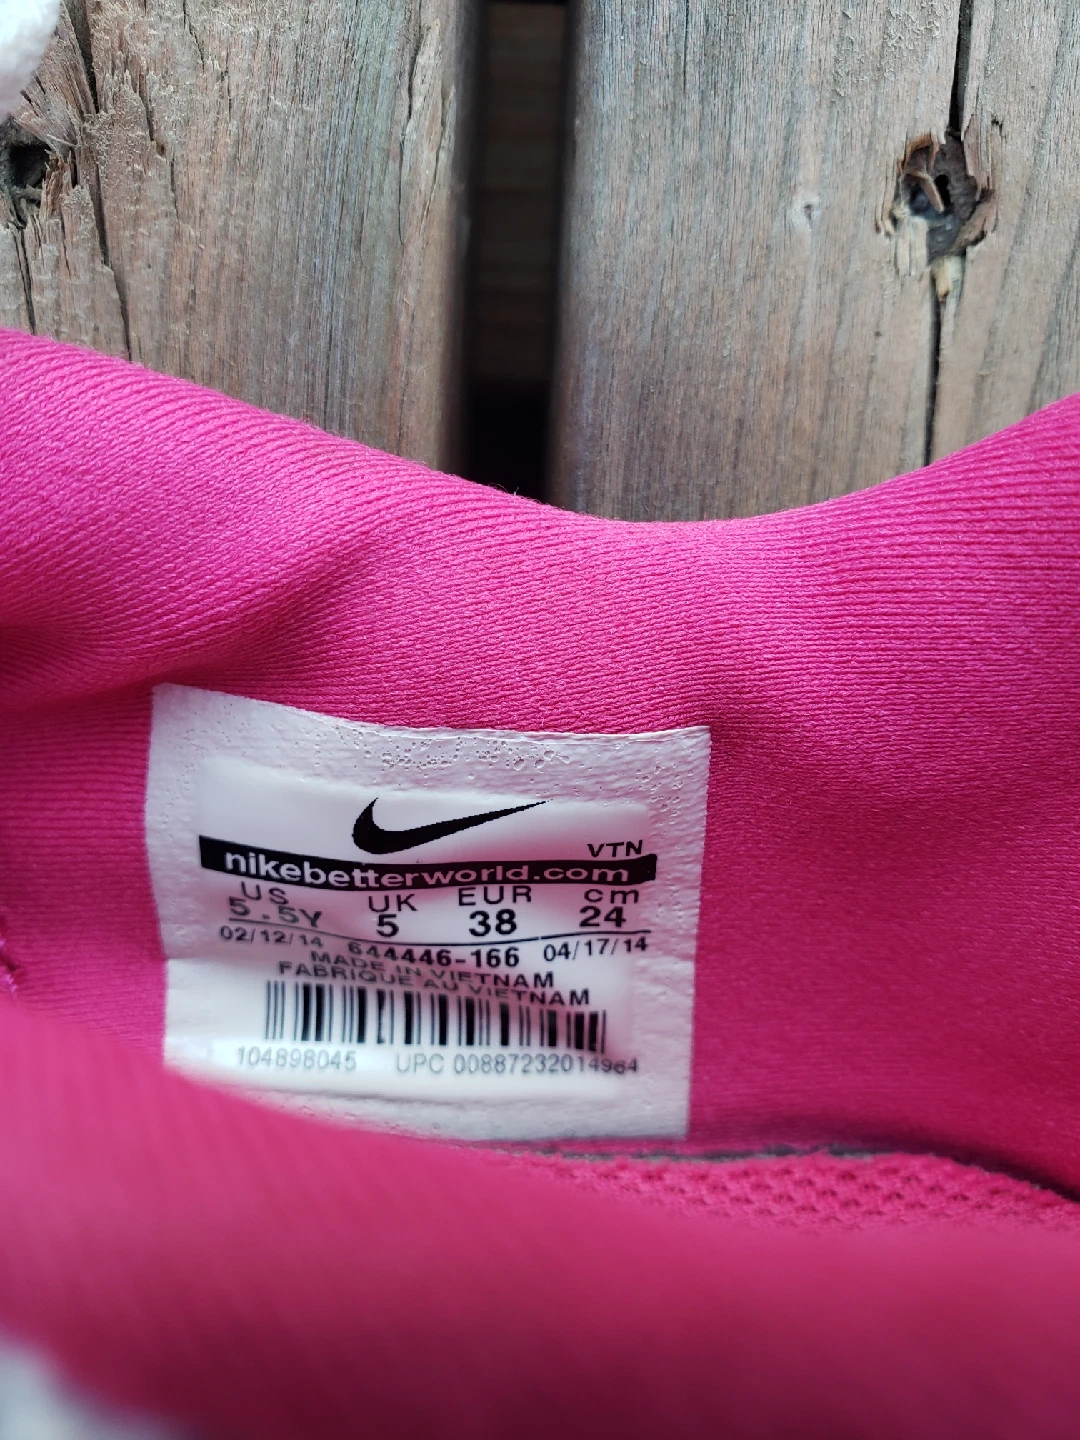 VTN
nikebetterworld.com
US UK EUR cm
5.5Y 5 38 24
02/12/14 644446-166 04/17/14
MADE IN VIETNAM
FABRIQUE AU VIETNAM
104898045 UPC 00887232014964